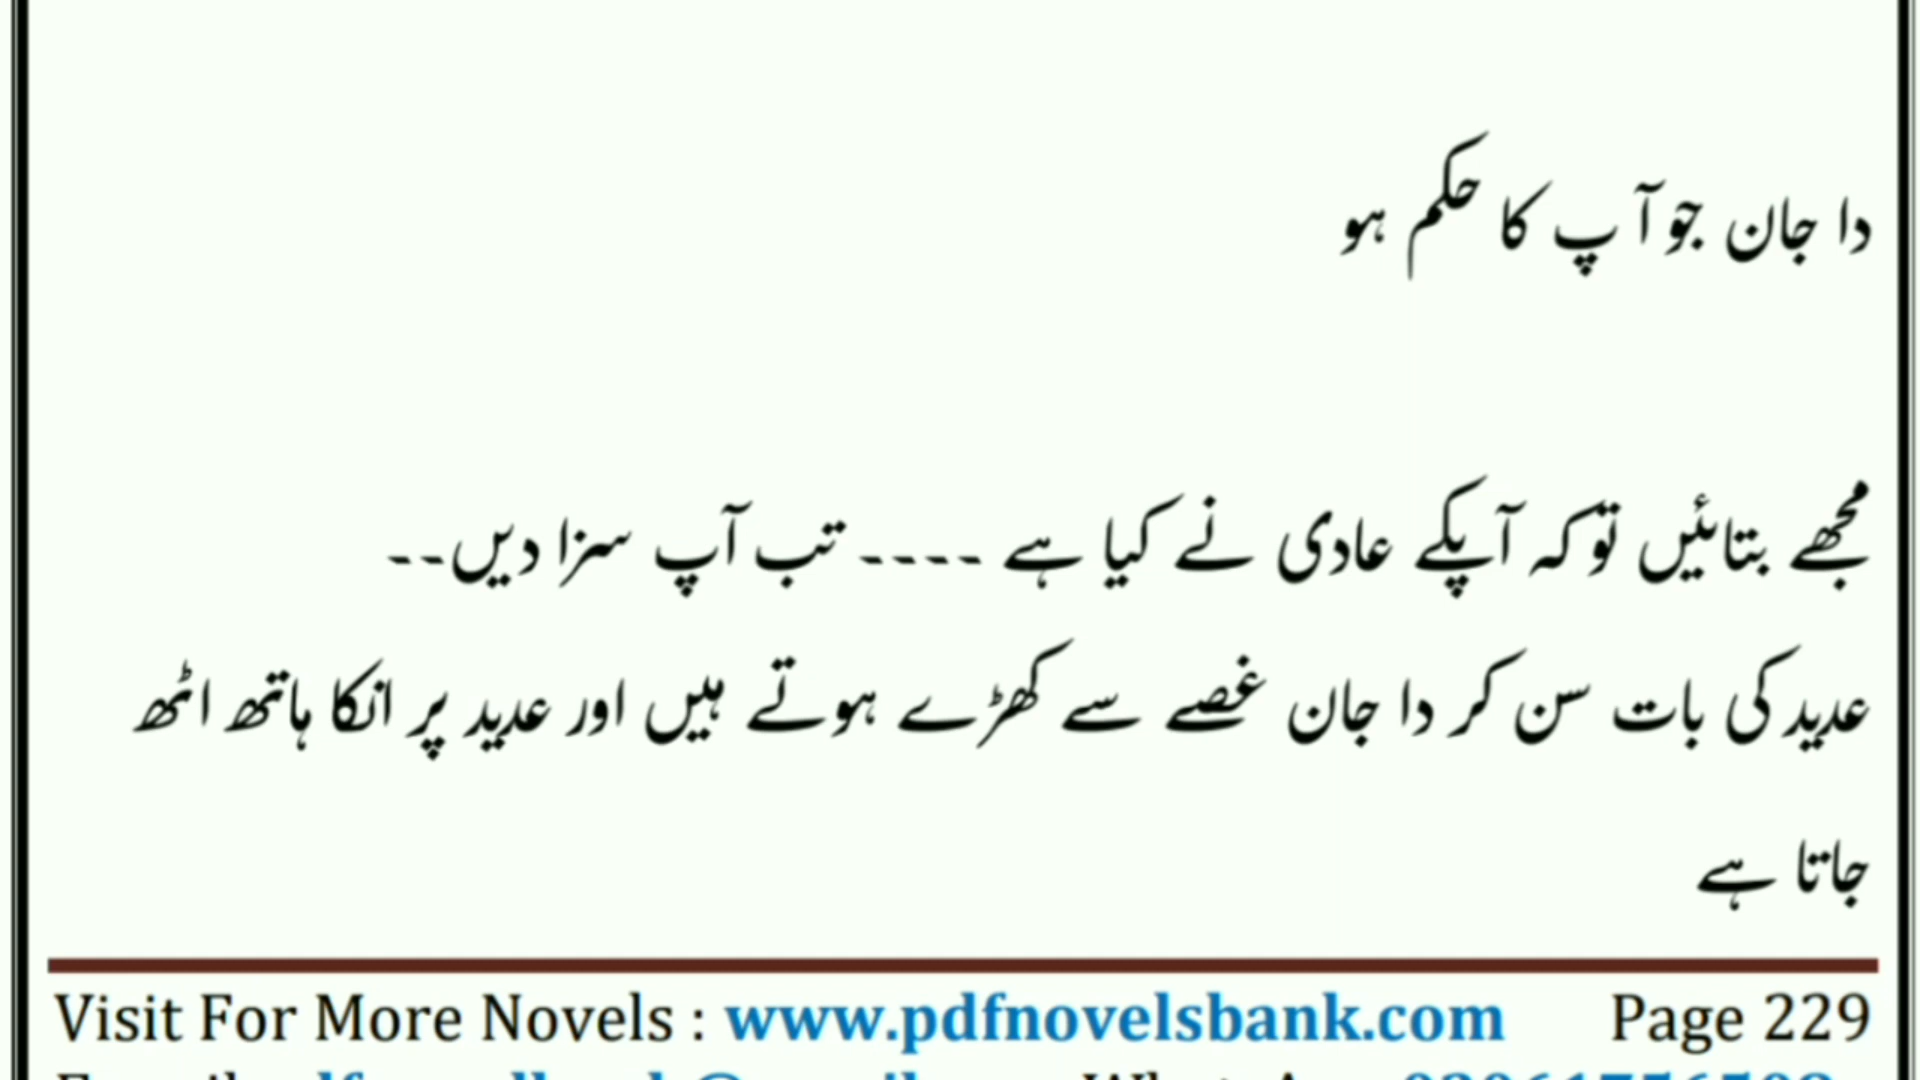 دا جان جو آ پ کا حکم ہو
مجھے بتائیں تو کہ آپکے عادی نے کیا ہے ---- تب آپ سزا دیں--
عدید کی بات سن کر دا جان غصے سے کھڑے ہوتے ہیں اور عدید پر انکا ہاتھ اٹھ
جاتا ہے
Visit For More Novels : www.pdfnovelsbank.com Page 229